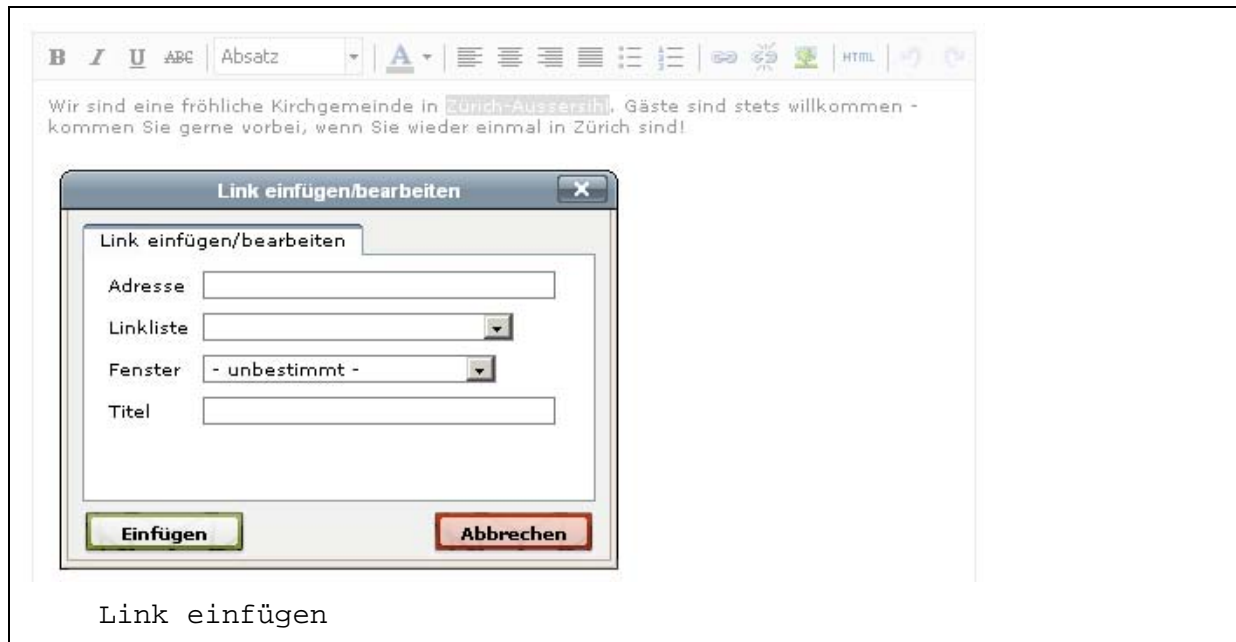 B I U ABC Absatz A HTML
Wir sind eine fröhliche Kirchgemeinde in Zürich-Aussersihl. Gäste sind stets willkommen -
kommen Sie gerne vorbei, wenn Sie wieder einmal in Zürich sind!
Link einfügen/bearbeiten
Link einfügen/bearbeiten
Adresse
Linkliste
Fenster - unbestimmt -
Titel
Einfügen Abbrechen
Link einfügen